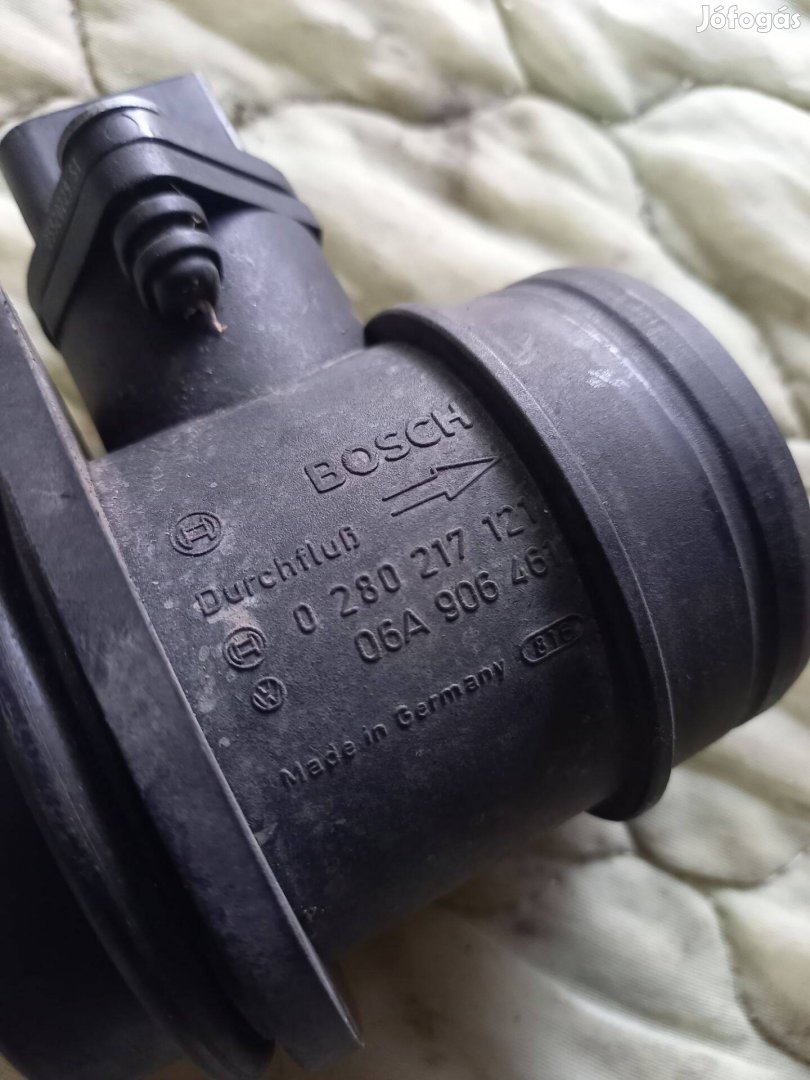 Jófogás
BOSCH
Durchfluß
0 280 217 121
06A 906 461
Made in Germany